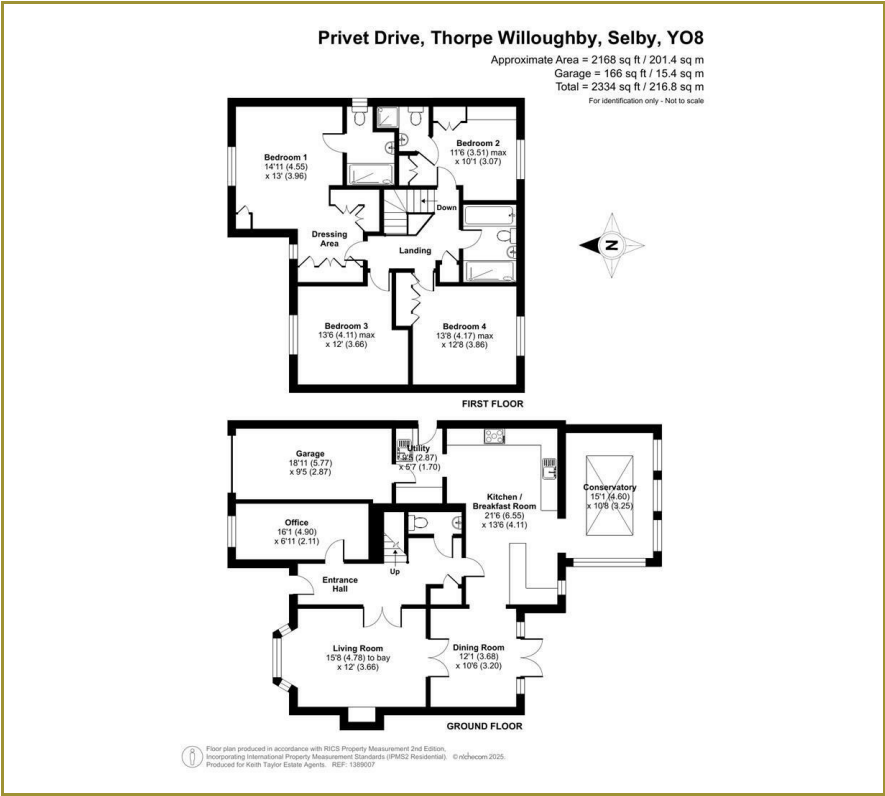 Privet Drive, Thorpe Willoughby, Selby, YO8
Approximate Area = 2168 sq ft / 201.4 sq m
Garage = 166 sq ft / 15.4 sq m
Total = 2334 sq ft / 216.8 sq m
For identification only - Not to scale
Bedroom 1
14'11 (4.55)
x 13' (3.96)
Bedroom 2
11'6 (3.51) max
x 10'1 (3.07)
Down
Dressing
Area
Landing
N
Bedroom 3
13'6 (4.11) max
x 12' (3.66)
Bedroom 4
13'8 (4.17) max
x 12'8 (3.86)
FIRST FLOOR
Garage
18'11 (5.77)
x 9'5 (2.87)
Utility
9'5 (2.87)
x 5'7 (1.70)
Kitchen /
Breakfast Room
21'6 (6.55)
x 13'6 (4.11)
Conservatory
15'1 (4.60)
x 10'8 (3.25)
Office
16'1 (4.90)
x 6'11 (2.11)
Up
Entrance
Hall
Living Room
15'8 (4.78) to bay
x 12' (3.66)
Dining Room
12'1 (3.68)
x 10'6 (3.20)
GROUND FLOOR
Floor plan produced in accordance with RICS Property Measurement 2nd Edition,
Incorporating International Property Measurement Standards (IPMS2 Residential). © nichecom 2025.
Produced for Keith Taylor Estate Agents. REF: 1389007